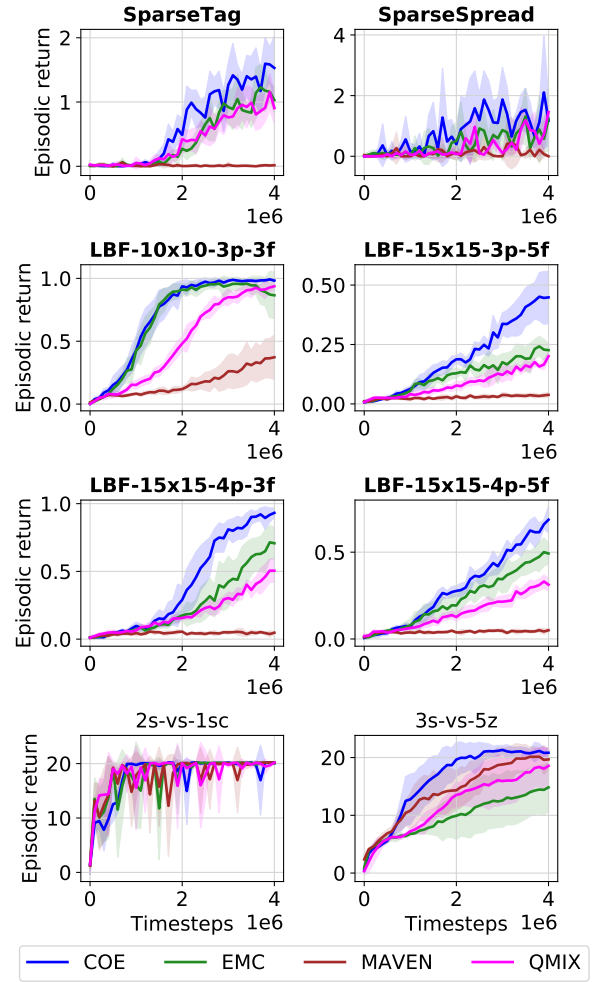 SparseTag SparseSpread
Episodic return
2
1
0
0 2 4
1e6
4
2
0
0 2 4
1e6
LBF-10x10-3p-3f LBF-15x15-3p-5f
Episodic return
1.0
0.5
0.0
0 2 4
1e6
0.50
0.25
0.00
0 2 4
1e6
LBF-15x15-4p-3f LBF-15x15-4p-5f
Episodic return
1.0
0.5
0.0
0 2 4
1e6
0.5
0.0
0 2 4
1e6
2s-vs-1sc 3s-vs-5z
Episodic return
20
10
0
0 2 4
Timesteps 1e6
20
10
0
0 2 4
Timesteps 1e6
COE EMC MAVEN QMIX